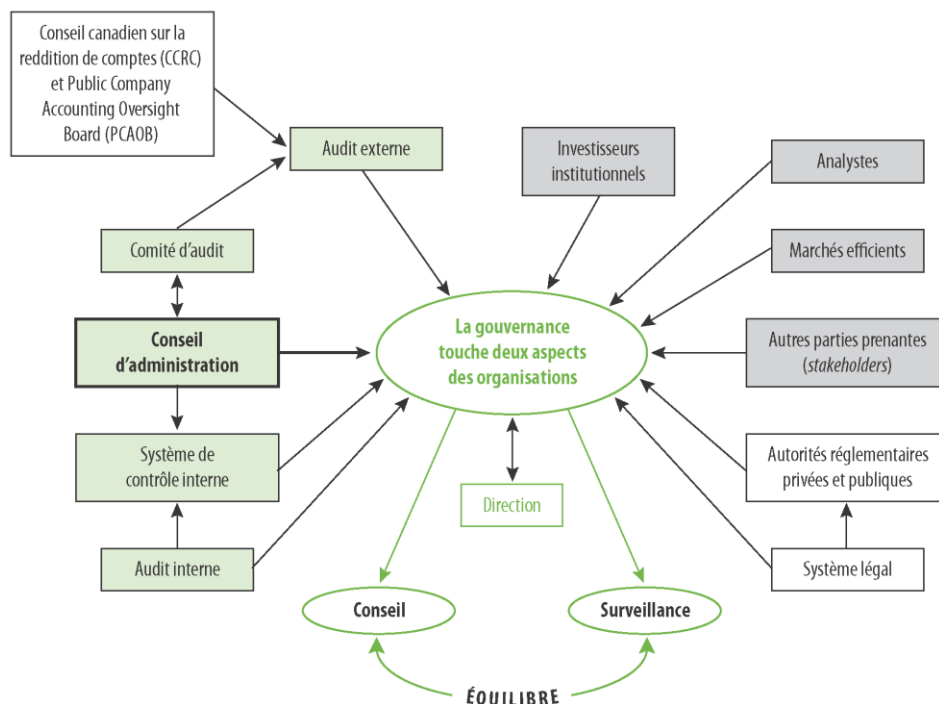 Conseil canadien sur la
reddition de comptes (CCRC)
et Public Company
Accounting Oversight
Board (PCAOB)
Audit externe
Investisseurs
institutionnels
Analystes
Comité d'audit
Marchés efficients
Conseil
d'administration
La gouvernance
touche deux aspects
des organisations
Autres parties prenantes
(stakeholders)
Système de
contrôle interne
Autorités réglementaires
privées et publiques
Direction
Audit interne
Système légal
Conseil
Surveillance
ÉQUILIBRE